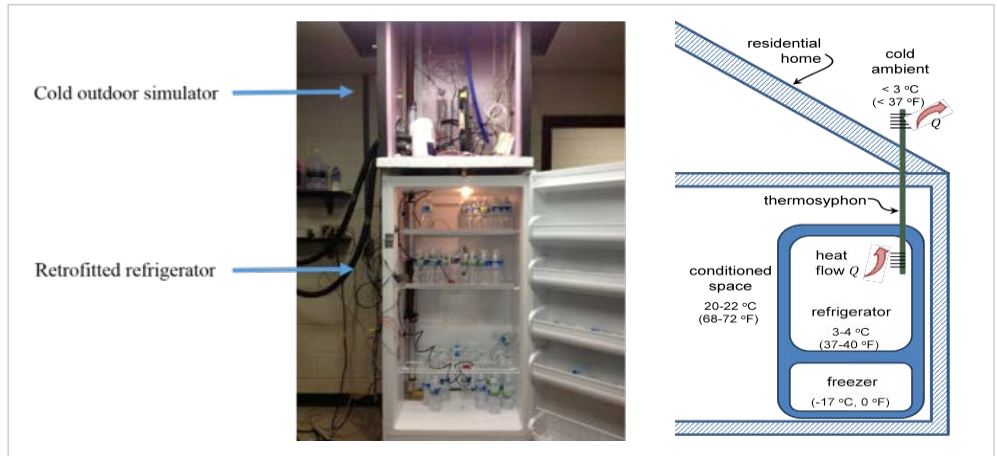 Cold outdoor simulator
Retrofitted refrigerator
residential
home
cold
ambient
< 3 °C
(< 37 °F)
Q
thermosyphon
heat
flow Q
conditioned
space
20-22 °C
(68-72 °F)
refrigerator
3-4 °C
(37-40 °F)
freezer
(-17 °C, 0 °F)